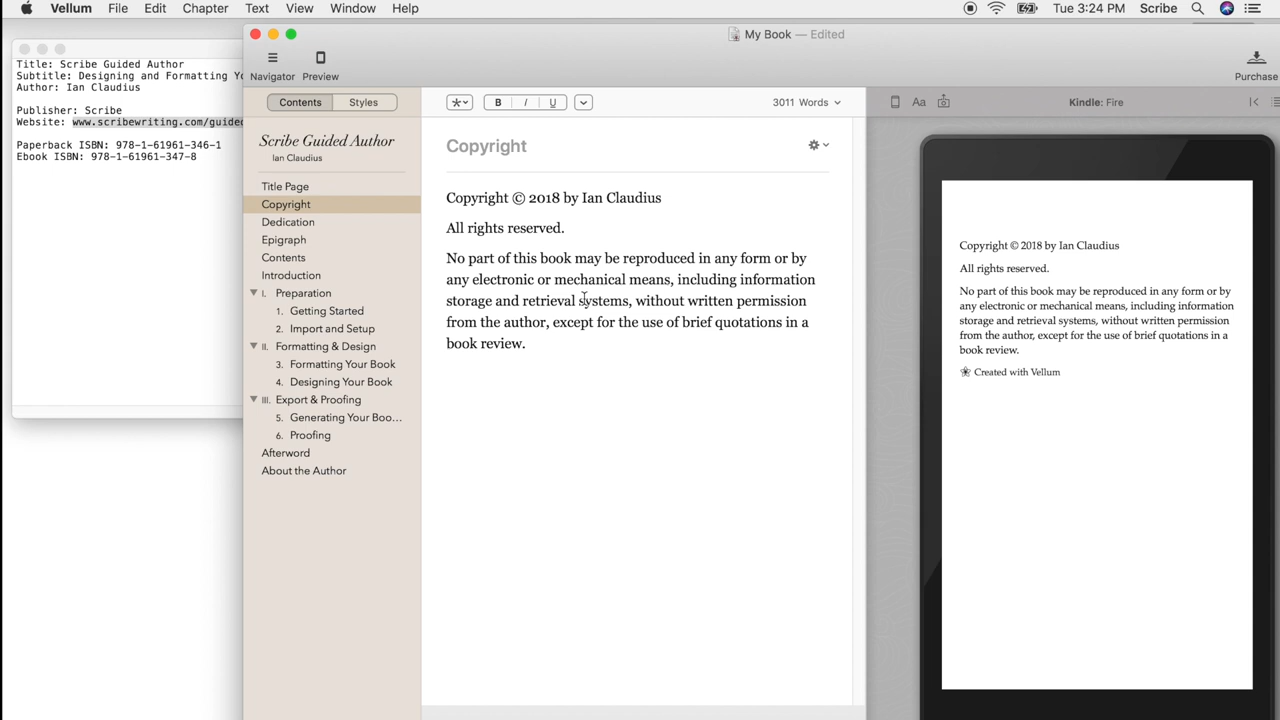 Vellum File Edit Chapter Text View Window Help Tue 3:24 PM Scribe
My Book — Edited
Title: Scribe Guided Author
Subtitle: Designing and Formatting
Author: Ian Claudius
Publisher: Scribe
Website: www.scribewriting.com/guided
Paperback ISBN: 978-1-61961-346-1
Ebook ISBN: 978-1-61961-347-8
Navigator Preview Purchase
Contents Styles
Scribe Guided Author
Ian Claudius
Title Page
Copyright
Dedication
Epigraph
Contents
Introduction
I. Preparation
1. Getting Started
2. Import and Setup
II. Formatting & Design
3. Formatting Your Book
4. Designing Your Book
III. Export & Proofing
5. Generating Your Boo…
6. Proofing
Afterword
About the Author
B I U 3011 Words
Copyright
Copyright © 2018 by Ian Claudius
All rights reserved.
No part of this book may be reproduced in any form or by
any electronic or mechanical means, including information
storage and retrieval systems, without written permission
from the author, except for the use of brief quotations in a
book review.
Aa Kindle: Fire
Copyright © 2018 by Ian Claudius
All rights reserved.
No part of this book may be reproduced in any form or by
any electronic or mechanical means, including information
storage and retrieval systems, without written permission
from the author, except for the use of brief quotations in a
book review.
Created with Vellum